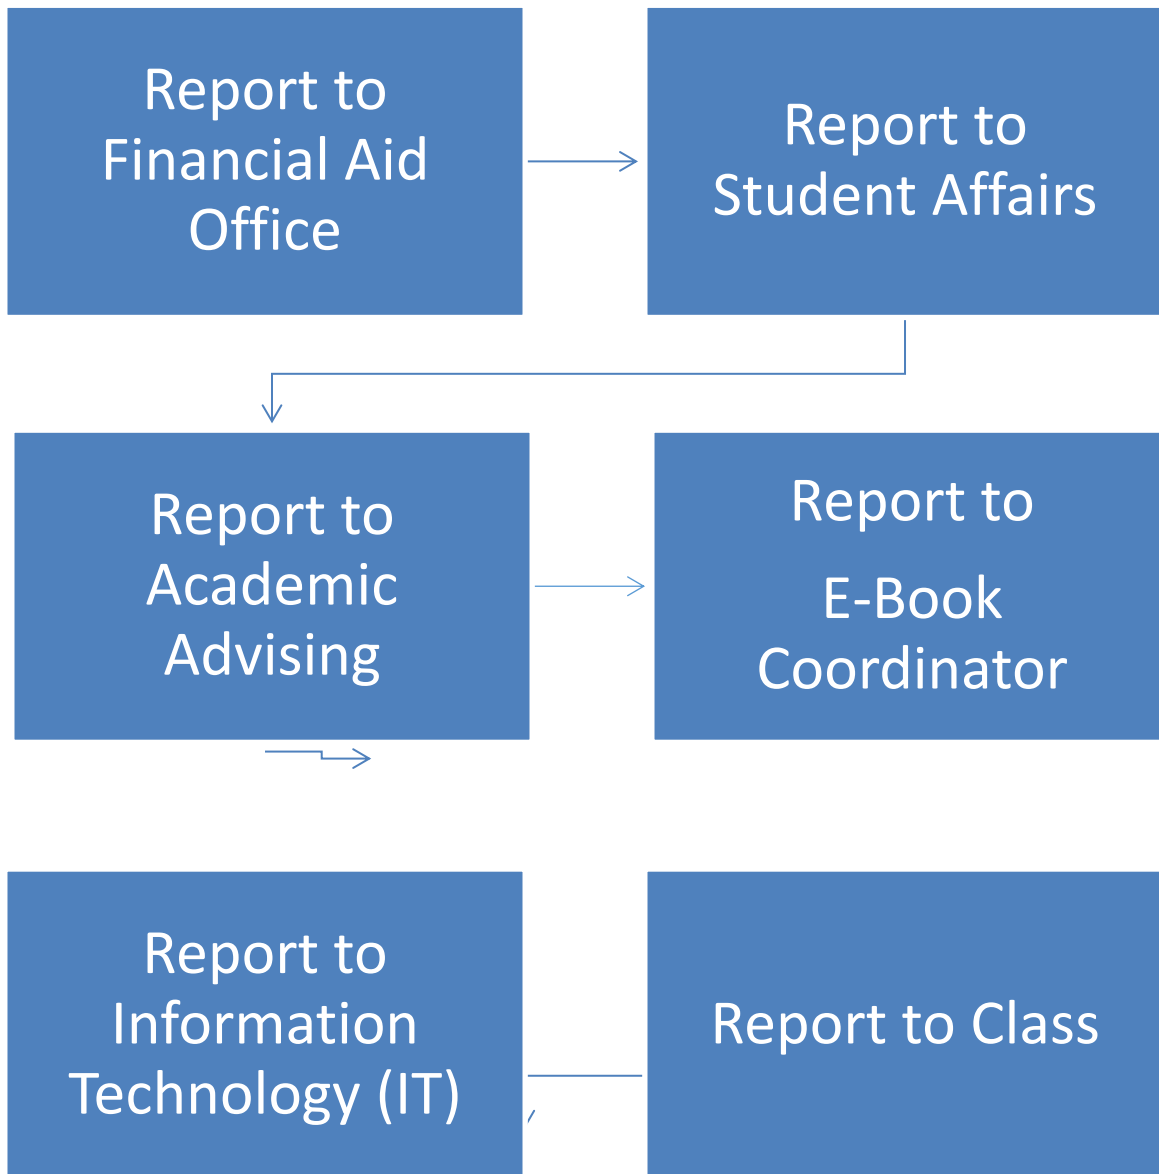 Report to
Financial Aid
Office
Report to
Student Affairs
Report to
Academic
Advising
Report to
E-Book
Coordinator
Report to
Information
Technology (IT)
Report to Class